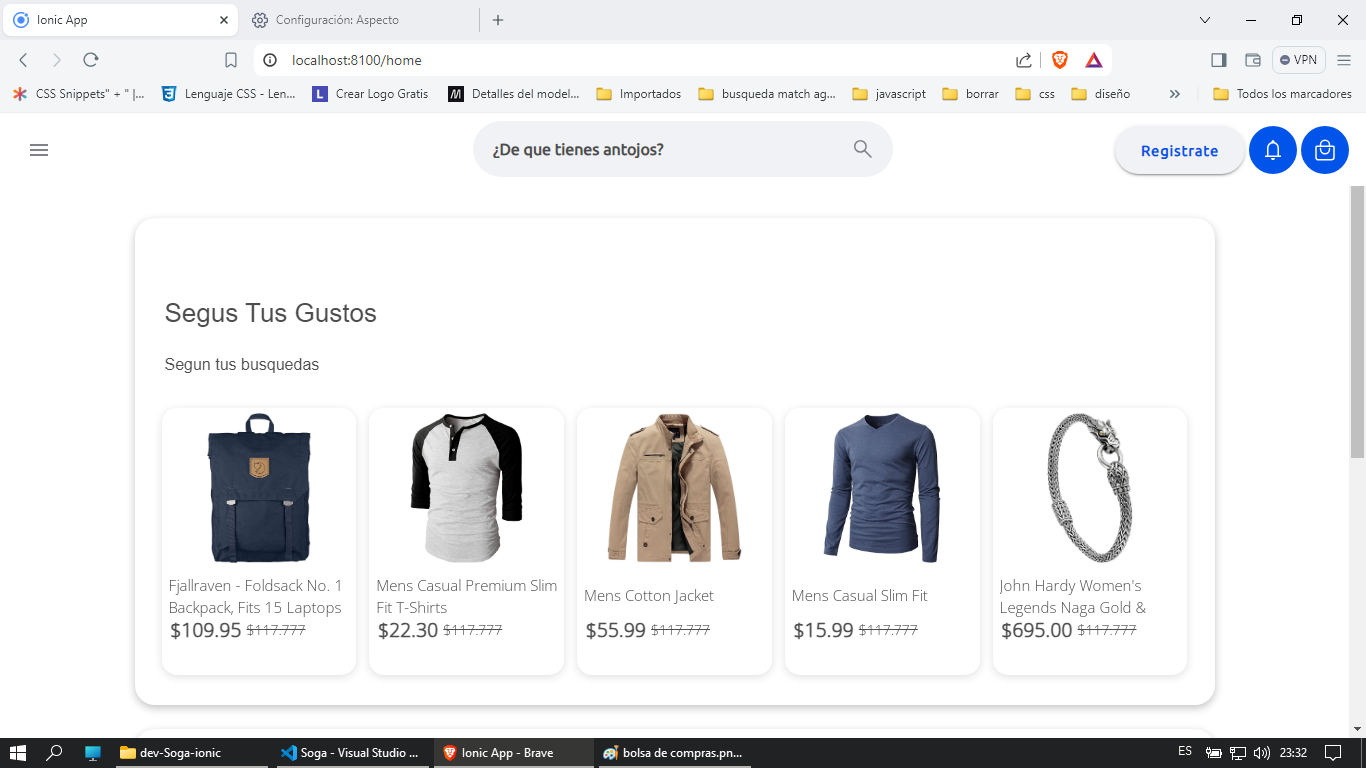 Ionic App
Configuración: Aspecto
localhost:8100/home
VPN
CSS Snippets" + " |...
Lenguaje CSS - Len...
Crear Logo Gratis
Detalles del model...
Importados
busqueda match ag...
javascript
borrar
css
diseño
Todos los marcadores
¿De que tienes antojos?
Registrate
Segus Tus Gustos
Segun tus busquedas
Fjallraven - Foldsack No. 1
Backpack, Fits 15 Laptops
$109.95 $117.777
Mens Casual Premium Slim
Fit T-Shirts
$22.30 $117.777
Mens Cotton Jacket
$55.99 $117.777
Mens Casual Slim Fit
$15.99 $117.777
John Hardy Women's
Legends Naga Gold &
$695.00 $117.777
dev-Soga-ionic
Soga - Visual Studio ...
Ionic App - Brave
bolsa de compras.pn...
ES
23:32